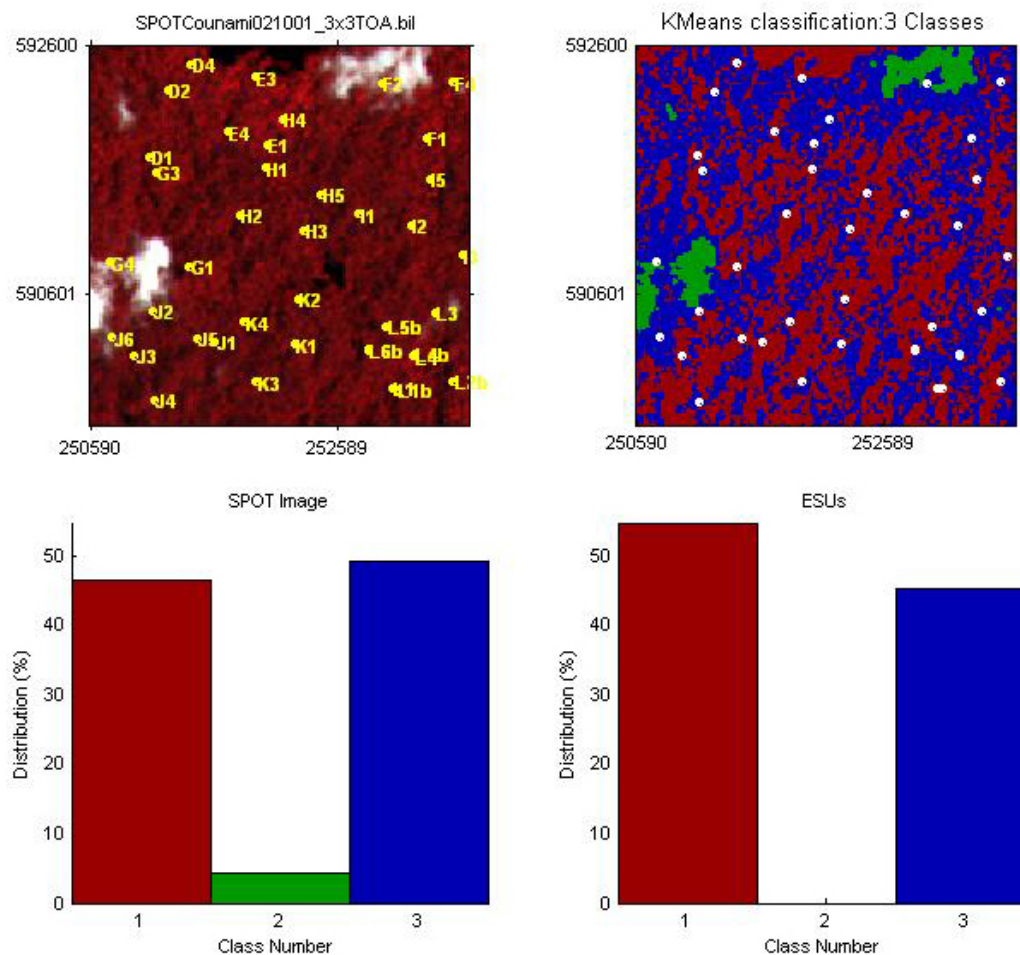 SPOTCounami021001_3x3TOA.bil
KMeans classification:3 Classes
592600
592600
D4
E3
F2
F4
D2
H4
E4
F1
E1
D1
H1
G3
I5
H5
H2
I1
I2
H3
G4
G1
590601
590601
K2
J2
L3
K4
L5b
J6
J5
J1
K1
L6b
J3
K3
J4
250590
252589
250590
252589
SPOT Image
ESUs
Distribution (%)
50
40
30
20
10
0
1
2
3
Class Number
Distribution (%)
50
40
30
20
10
0
1
2
3
Class Number